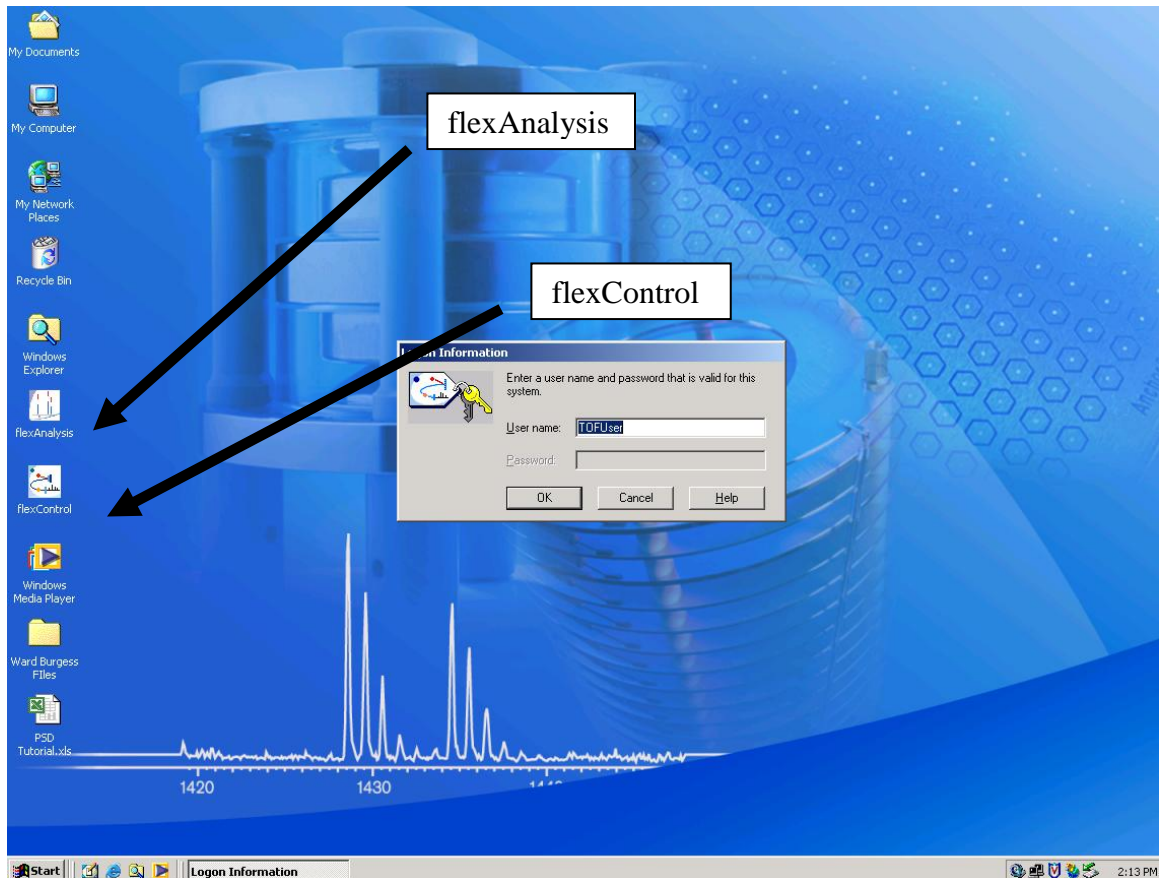 My Documents
My Computer
My Network
Places
Recycle Bin
Windows
Explorer
flexAnalysis
flexControl
Windows
Media Player
Ward Burgess
FIles
PSD
Tutorial.xls
flexAnalysis
flexControl
Logon Information
Enter a user name and password that is valid for this
system.
User name: TOFUser
Password:
OK Cancel Help
1420 1430
Start Logon Information 2:13 PM